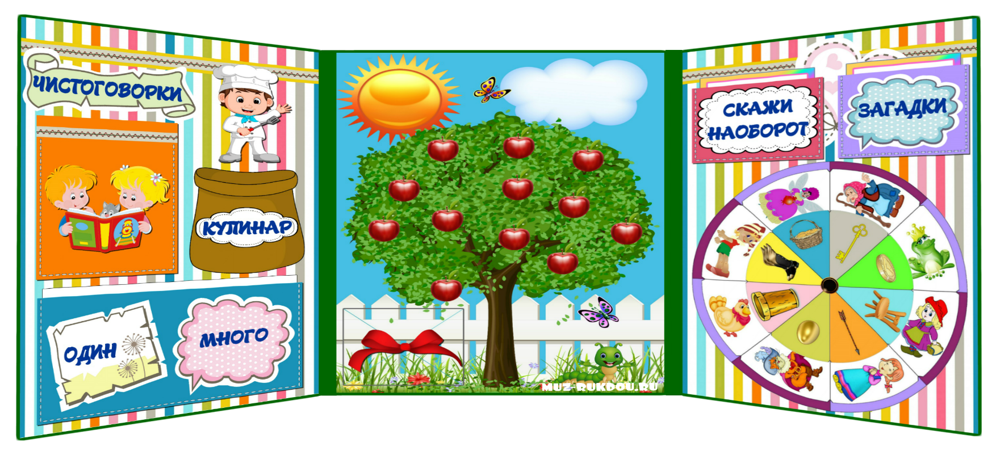 ЧИСТОГОВОРКИ
КУЛИНАР
ОДИН
МНОГО
MUZ-RUKDOU.RU
СКАЖИ
НАОБОРОТ
ЗАГАДКИ